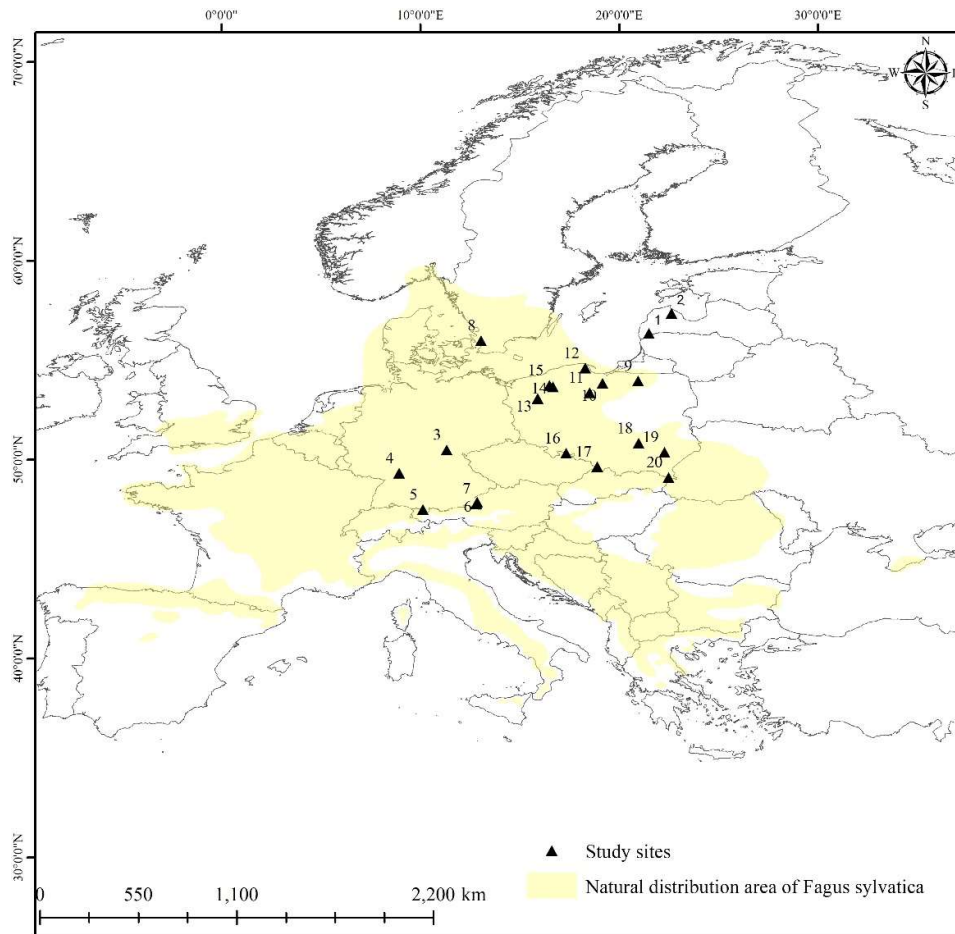 0°0'0" 10°0'0"E 20°0'0"E 30°0'0"E
N
W E
S
70°0'0"N
60°0'0"N
50°0'0"N
40°0'0"N
30°0'0"N
2
1
8
12
9
15
11
14
10
13
18
19
16
17
3
20
4
7
5
6
Study sites
Natural distribution area of Fagus sylvatica
0 550 1,100 2,200 km